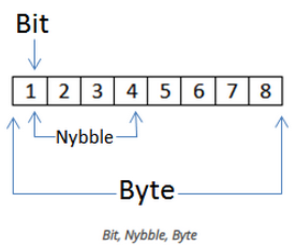 Bit
1 2 3 4 5 6 7 8
Nybble
Byte
Bit, Nybble, Byte